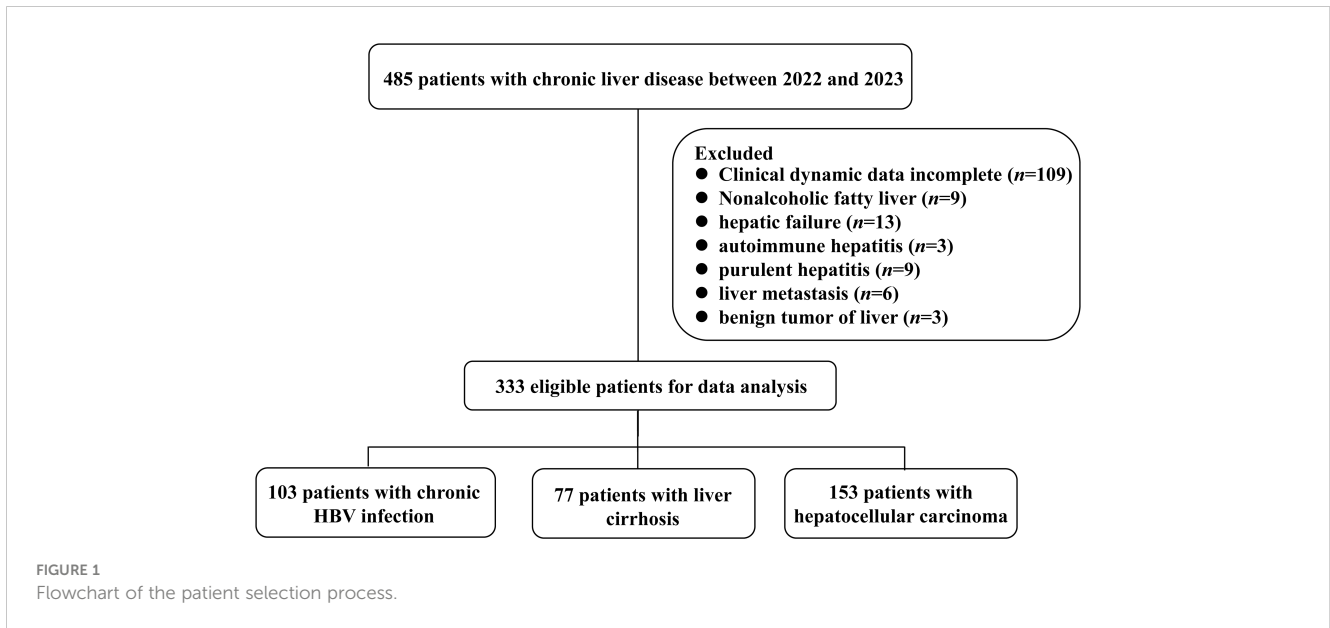 485 patients with chronic liver disease between 2022 and 2023
Excluded
● Clinical dynamic data incomplete (n=109)
● Nonalcoholic fatty liver (n=9)
● hepatic failure (n=13)
● autoimmune hepatitis (n=3)
● purulent hepatitis (n=9)
● liver metastasis (n=6)
● benign tumor of liver (n=3)
333 eligible patients for data analysis
103 patients with chronic
HBV infection
77 patients with liver
cirrhosis
153 patients with
hepatocellular carcinoma
FIGURE 1
Flowchart of the patient selection process.